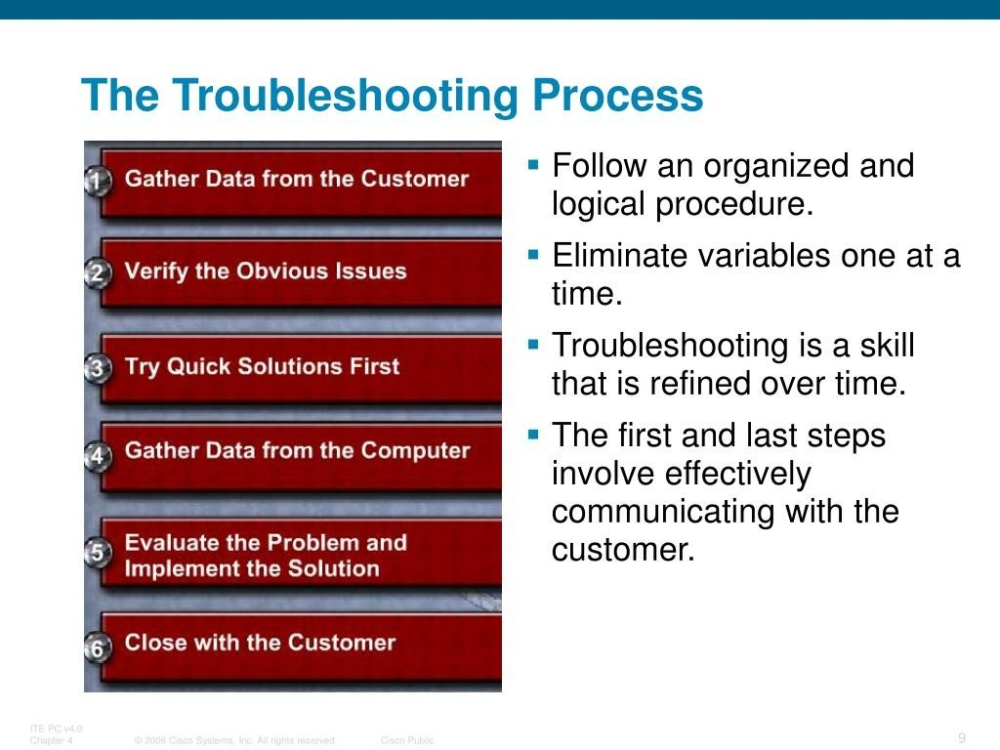 The Troubleshooting Process
1 Gather Data from the Customer
2 Verify the Obvious Issues
3 Try Quick Solutions First
4 Gather Data from the Computer
5 Evaluate the Problem and
Implement the Solution
6 Close with the Customer
Follow an organized and
logical procedure.
Eliminate variables one at a
time.
Troubleshooting is a skill
that is refined over time.
The first and last steps
involve effectively
communicating with the
customer.
ITE PC v4.0
Chapter 4
© 2006 Cisco Systems, Inc. All rights reserved.
Cisco Public
9